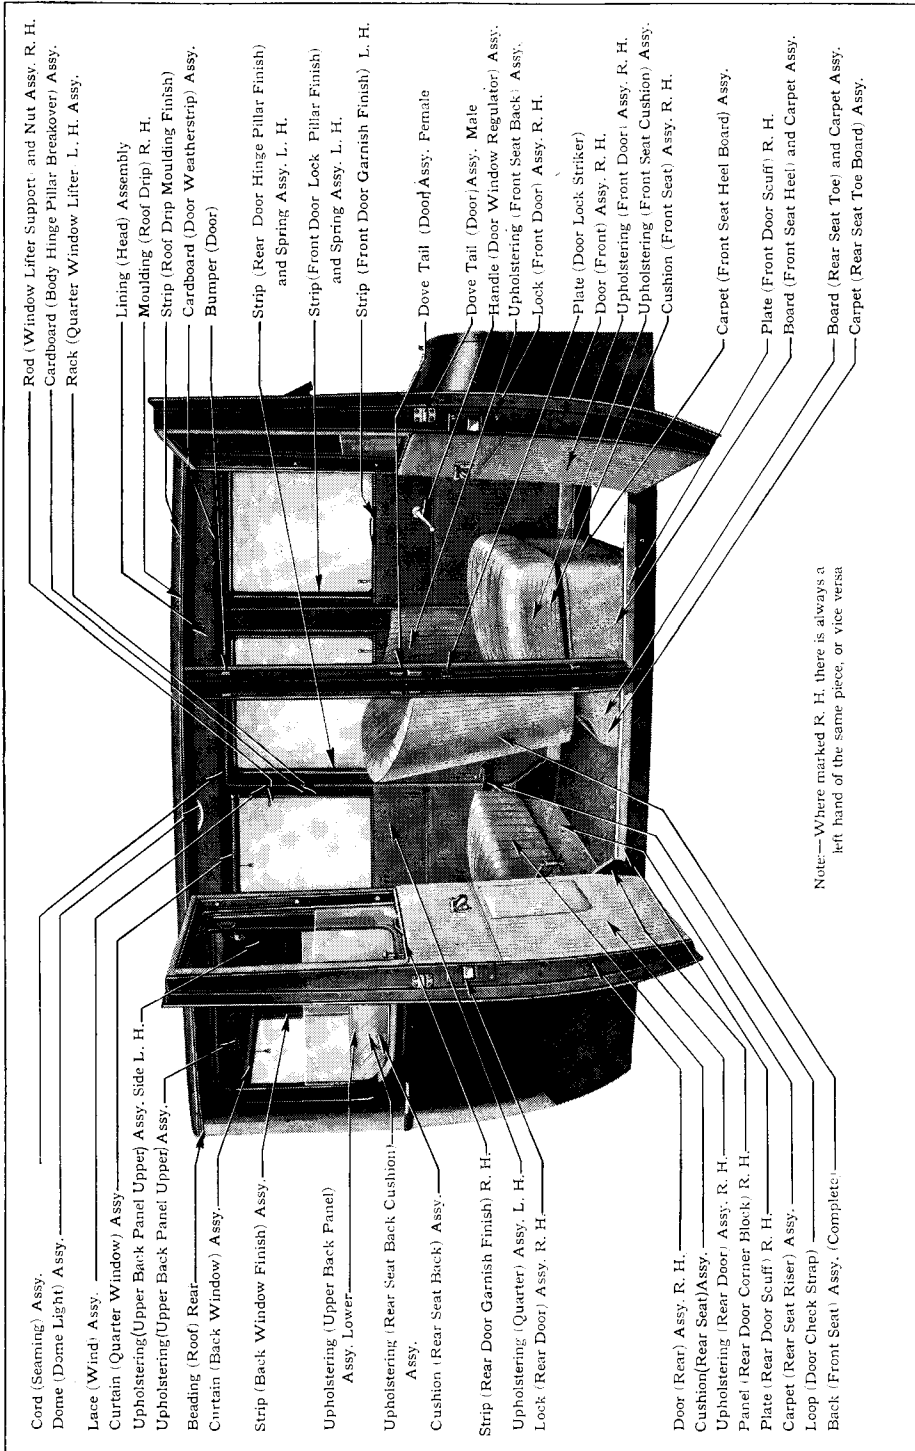 Rod (Window Lifter Support) and Nut Assy. R. H.
Cardboard (Body Hinge Pillar Breakover) Assy.
Rack (Quarter Window Lifter. L. H. Assy.
Lining (Head) Assembly
Moulding (Roof Drip) R. H.
Strip (Roof Drip Moulding Finish)
Cardboard (Door Weatherstrip) Assy.
Bumper (Door)
Strip (Rear Door Hinge Pillar Finish)
and Spring Assy. L. H.
Strip(Front Door Lock Pillar Finish)
and Spring Assy. L. H.
Strip (Front Door Garnish Finish) L. H.
Dove Tail (Door)Assy. Female
Dove Tail (Door)Assy. Male
Handle (Door Window Regulator) Assy.
Upholstering (Front Seat Back) Assy.
Lock (Front Door) Assy. R. H.
Plate (Door Lock Striker)
Door (Front) Assy. R. H.
Upholstering (Front Door) Assy. R. H.
Upholstering (Front Seat Cushion) Assy.
Cushion (Front Seat) Assy. R. H.
Carpet (Front Seat Heel Board) Assy.
Plate (Front Door Scuff) R. H.
Board (Front Seat Heel) and Carpet Assy.
Board (Rear Seat Toe) and Carpet Assy.
Carpet (Rear Seat Toe Board) Assy.
Cord (Seaming) Assy.
Dome (Dome Light) Assy.
Lace (Wind) Assy.
Curtain (Quarter Window) Assy.
Upholstering(Upper Back Panel Upper) Assy. Side L. H.
Upholstering(Upper Back Panel Upper) Assy.
Beading (Roof) Rear
Curtain (Back Window) Assy.
Strip (Back Window Finish) Assy.
Upholstering (Upper Back Panel)
Assy. Lower
Upholstering (Rear Seat Back Cushion)
Assy.
Cushion (Rear Seat Back) Assy.
Strip (Rear Door Garnish Finish) R. H.
Upholstering (Quarter) Assy. L. H.
Lock (Rear Door) Assy. R. H.
Door (Rear) Assy. R. H.
Cushion(Rear Seat)Assy.
Upholstering (Rear Door) Assy. R. H.
Panel (Rear Door Corner Block) R. H.
Plate (Rear Door Scuff) R. H.
Carpet (Rear Seat Riser) Assy.
Loop (Door Check Strap)
Back (Front Seat) Assy. (Complete)
Note:—Where marked R. H. there is always a
left hand of the same piece, or vice versa